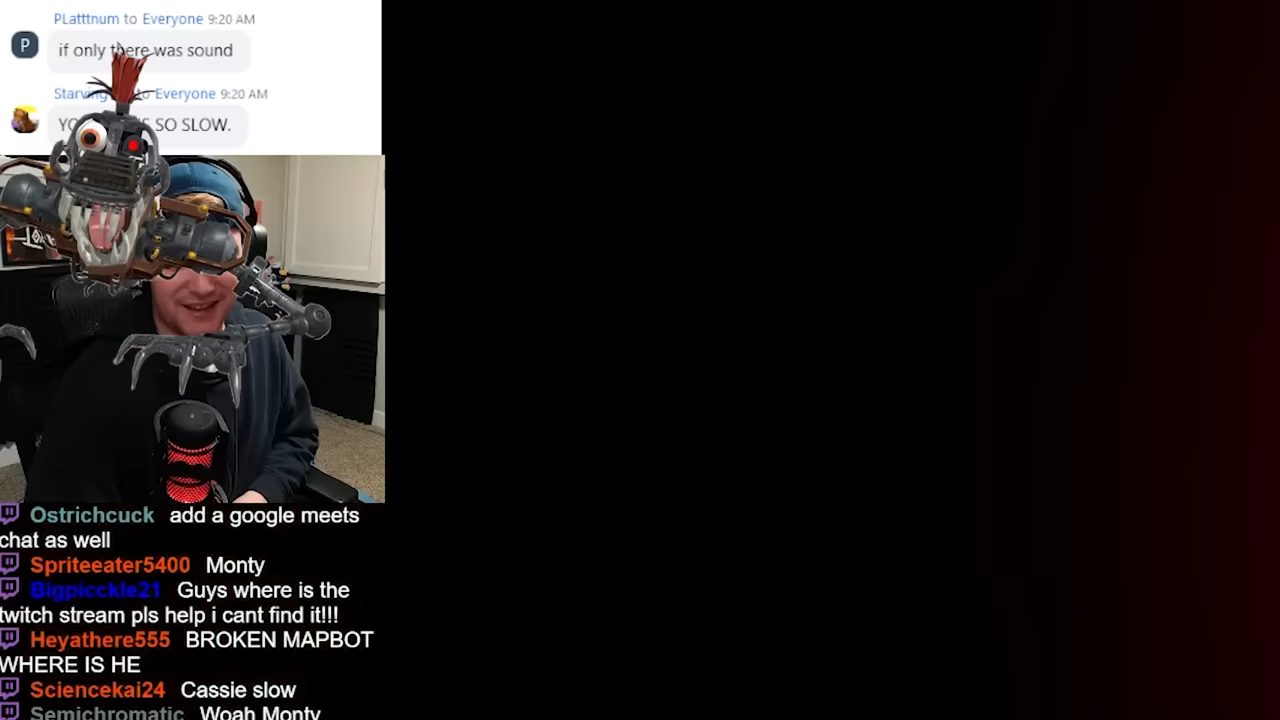 PLatttnum to Everyone 9:20 AM
P
if only there was sound
Starving to Everyone 9:20 AM
SO SLOW.
Ostrichcuck add a google meets
chat as well
Spriteeater5400 Monty
Bigpicckle21 Guys where is the
twitch stream pls help i cant find it!!!
Heyathere555 BROKEN MAPBOT
WHERE IS HE
Sciencekai24 Cassie slow
Semichromatic Woah Monty